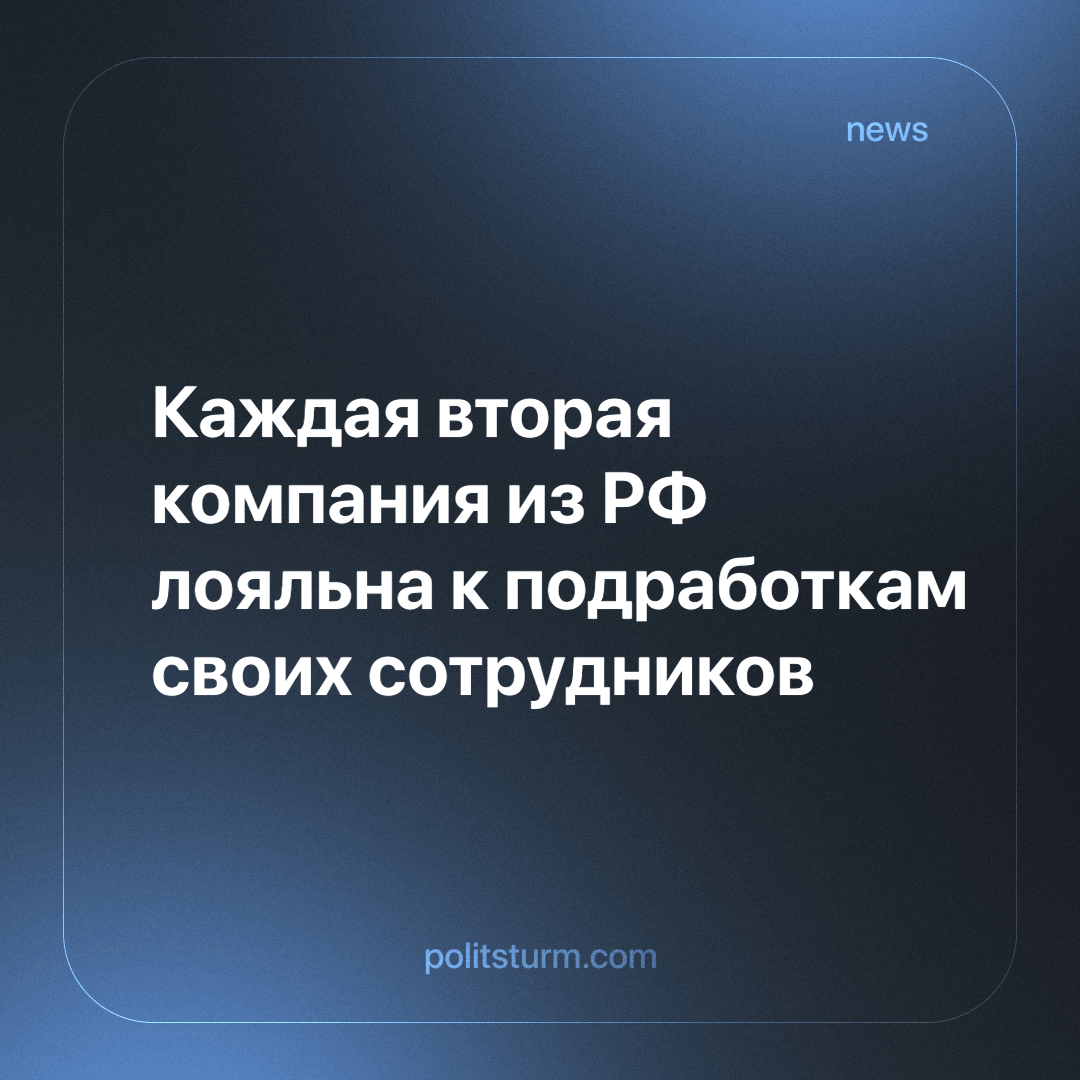 news
Каждая вторая
компания из РФ
лояльна к подработкам
своих сотрудников
politsturm.com